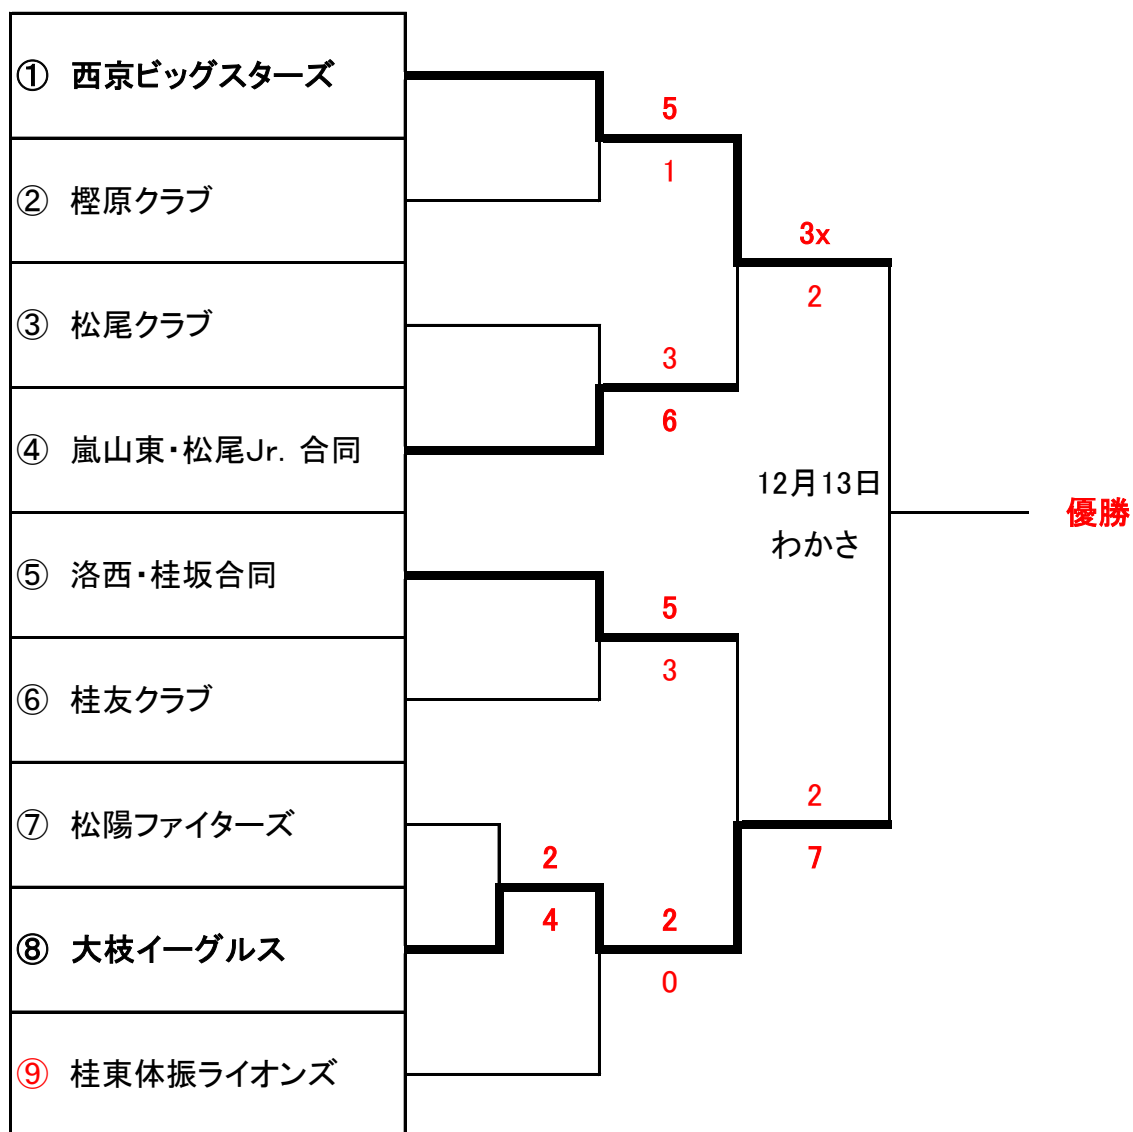 ① 西京ビッグスターズ
5
1
② 樫原クラブ
3x
2
③ 松尾クラブ
3
6
④ 嵐山東・松尾Jr. 合同
12月13日
わかさ
優勝
⑤ 洛西・桂坂合同
5
3
⑥ 桂友クラブ
⑦ 松陽ファイターズ
2
7
2
4
⑧ 大枝イーグルス
2
0
⑨ 桂東体振ライオンズ